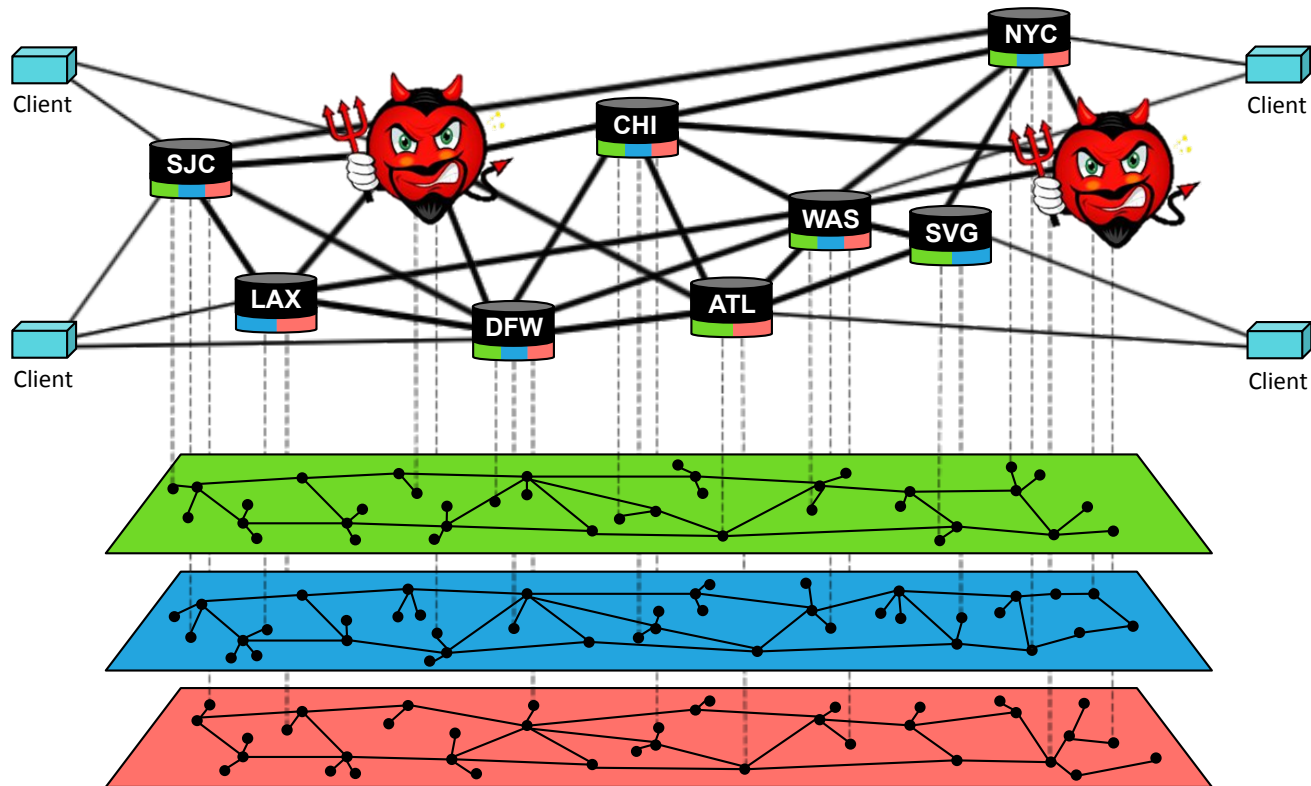 NYC
Client
Client
CHI
SJC
WAS
SVG
LAX
ATL
DFW
Client
Client